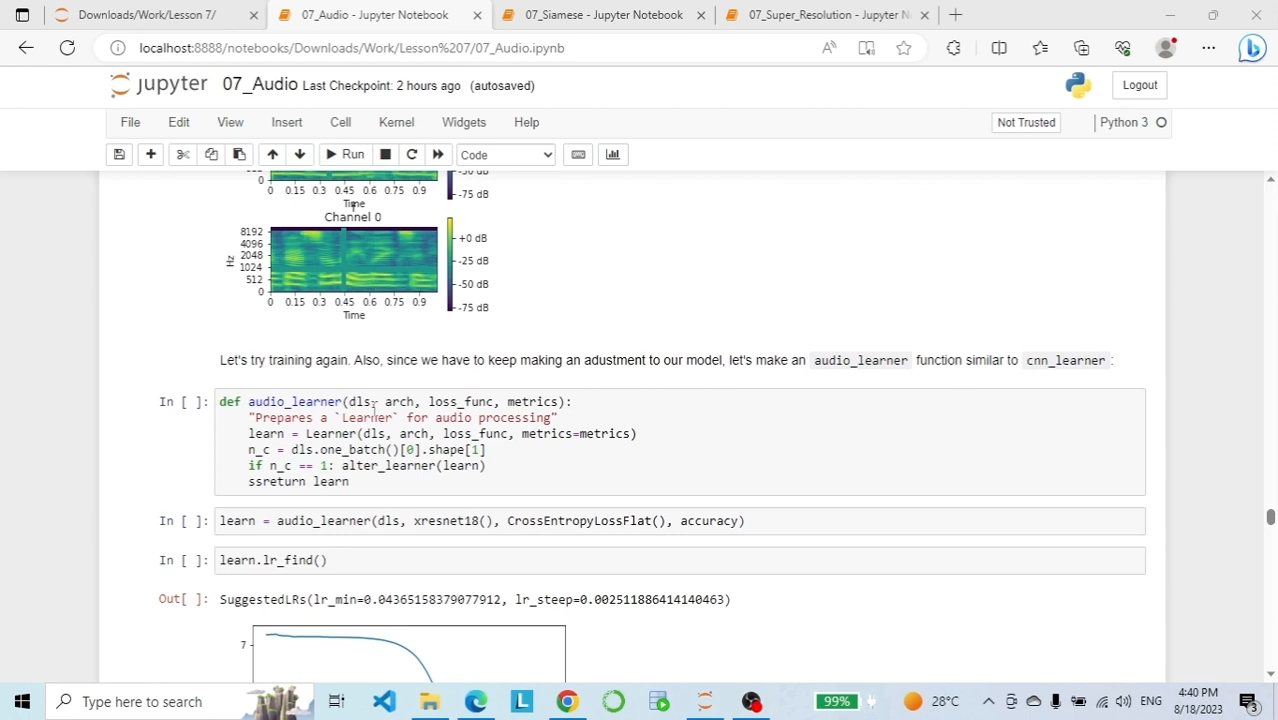 Downloads/Work/Lesson 7/
07_Audio - Jupyter Notebook
07_Siamese - Jupyter Notebook
07_Super_Resolution - Jupyter N
localhost:8888/notebooks/Downloads/Work/Lesson%207/07_Audio.ipynb
jupyter 07_Audio Last Checkpoint: 2 hours ago (autosaved)
Logout
File Edit View Insert Cell Kernel Widgets Help
Not Trusted Python 3
Run Code
0
0 0.15 0.3 0.45 0.6 0.75 0.9
-75 dB
Time
Channel 0
8192
4096
2048
1024
512
0
Hz
+0 dB
-25 dB
-50 dB
-75 dB
0 0.15 0.3 0.45 0.6 0.75 0.9
Time
Let's try training again. Also, since we have to keep making an adustment to our model, let's make an audio_learner function similar to cnn_learner:
In [ ]: def audio_learner(dls, arch, loss_func, metrics):
"Prepares a `Learner` for audio processing"
learn = Learner(dls, arch, loss_func, metrics=metrics)
n_c = dls.one_batch()[0].shape[1]
if n_c == 1: alter_learner(learn)
ssreturn learn
In [ ]: learn = audio_learner(dls, xresnet18(), CrossEntropyLossFlat(), accuracy)
In [ ]: learn.lr_find()
Out[ ]: SuggestedLRs(lr_min=0.04365158379077912, lr_step=0.002511886414140463)
7
Type here to search
99%
28°C
ENG
4:40 PM
8/18/2023
3